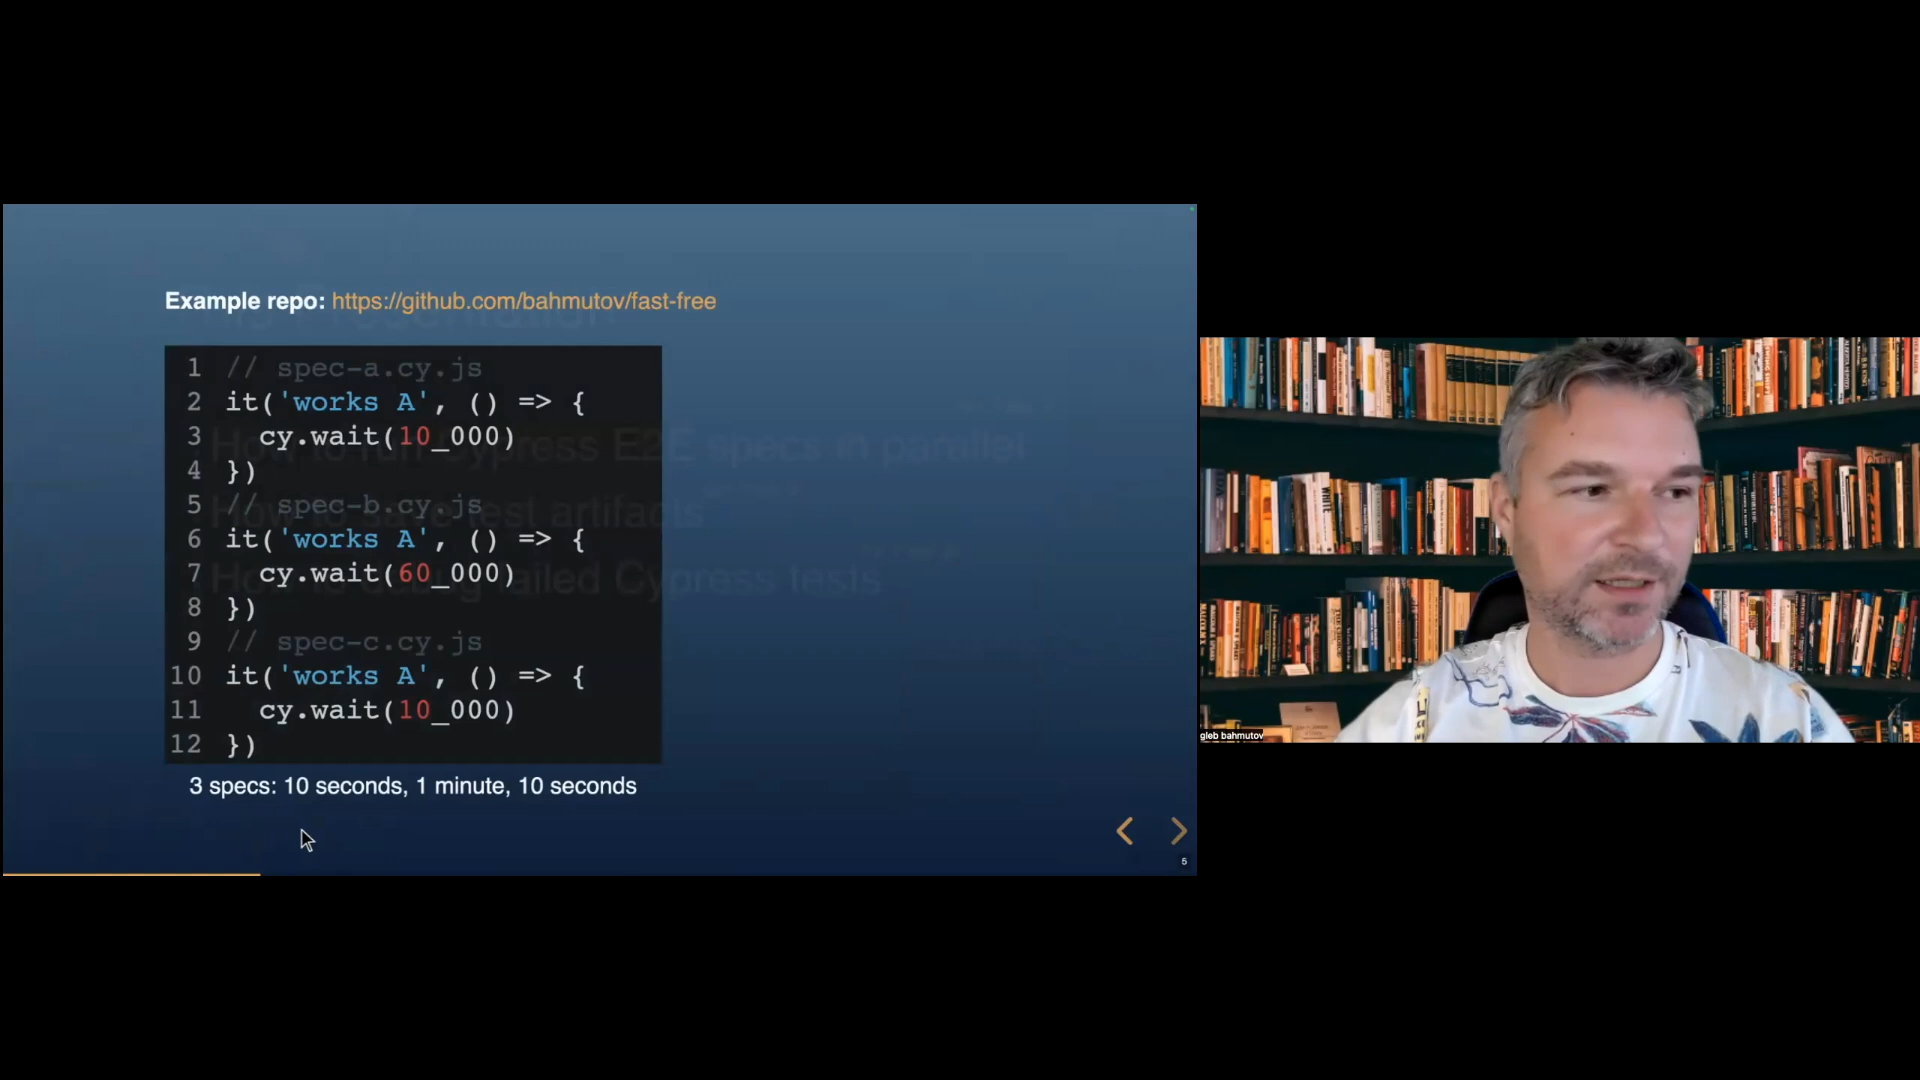 Example repo: https://github.com/bahmutov/fast-free
1 // spec-a.cy.js
2 it('works A', () => {
3 cy.wait(10_000)
4 })
5 // spec-b.cy.js
6 it('works A', () => {
7 cy.wait(60_000)
8 })
9 // spec-c.cy.js
10 it('works A', () => {
11 cy.wait(10_000)
12 })
3 specs: 10 seconds, 1 minute, 10 seconds
5
gleb bahmutov